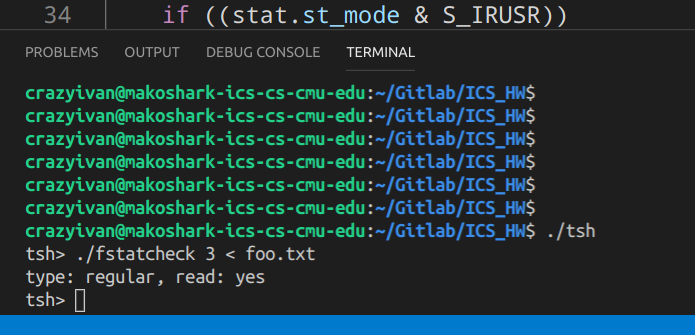 34 if ((stat.st_mode & S_IRUSR))
PROBLEMS OUTPUT DEBUG CONSOLE TERMINAL
crazyivan@makoshark-ics-cs-cmu-edu:~/Gitlab/ICS_HW$
crazyivan@makoshark-ics-cs-cmu-edu:~/Gitlab/ICS_HW$
crazyivan@makoshark-ics-cs-cmu-edu:~/Gitlab/ICS_HW$
crazyivan@makoshark-ics-cs-cmu-edu:~/Gitlab/ICS_HW$
crazyivan@makoshark-ics-cs-cmu-edu:~/Gitlab/ICS_HW$
crazyivan@makoshark-ics-cs-cmu-edu:~/Gitlab/ICS_HW$
crazyivan@makoshark-ics-cs-cmu-edu:~/Gitlab/ICS_HW$ ./tsh
tsh> ./fstatcheck 3 < foo.txt
type: regular, read: yes
tsh>